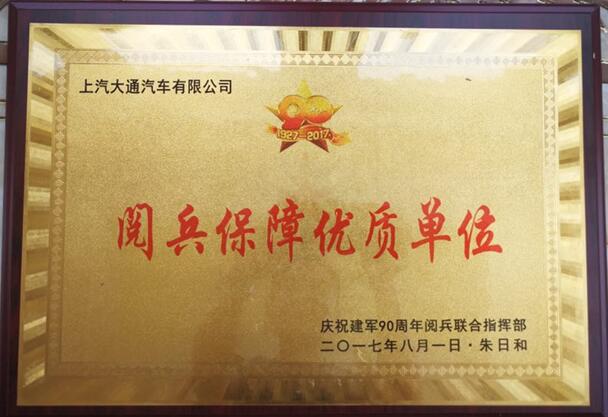 上汽大通汽车有限公司
1927-2017
阅兵保障优质单位
庆祝建军90周年阅兵联合指挥部
二〇一七年八月一日·朱日和